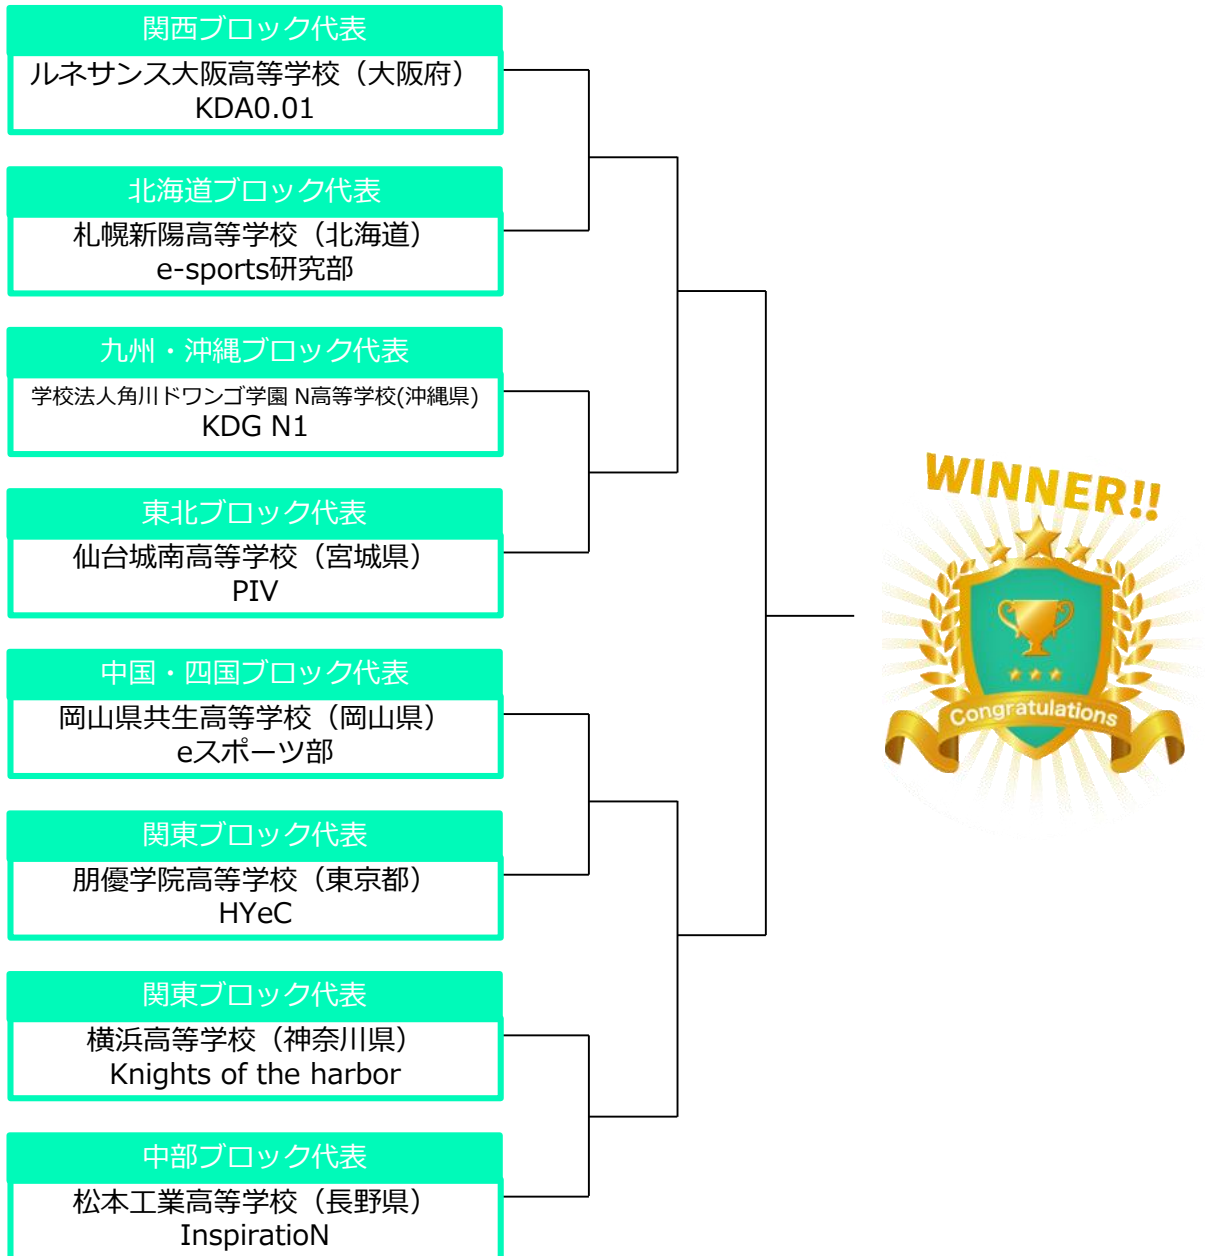 関西ブロック代表
ルネサンス大阪高等学校（大阪府）
KDA0.01
北海道ブロック代表
札幌新陽高等学校（北海道）
e-sports研究部
九州・沖縄ブロック代表
学校法人角川ドワンゴ学園 N高等学校(沖縄県)
KDG N1
東北ブロック代表
仙台城南高等学校（宮城県）
PIV
中国・四国ブロック代表
岡山県共生高等学校（岡山県）
eスポーツ部
関東ブロック代表
朋優学院高等学校（東京都）
HYeC
関東ブロック代表
横浜高等学校（神奈川県）
Knights of the harbor
中部ブロック代表
松本工業高等学校（長野県）
InspiratioN
WINNER!!
Congratulations